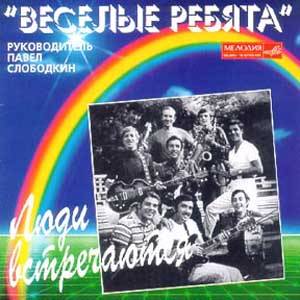 "ВЕСЕЛЫЕ РЕБЯТА"
РУКОВОДИТЕЛЬ
ПАВЕЛ
СЛОБОДКИН
МЕЛОДИЯ
Люди
встречаются